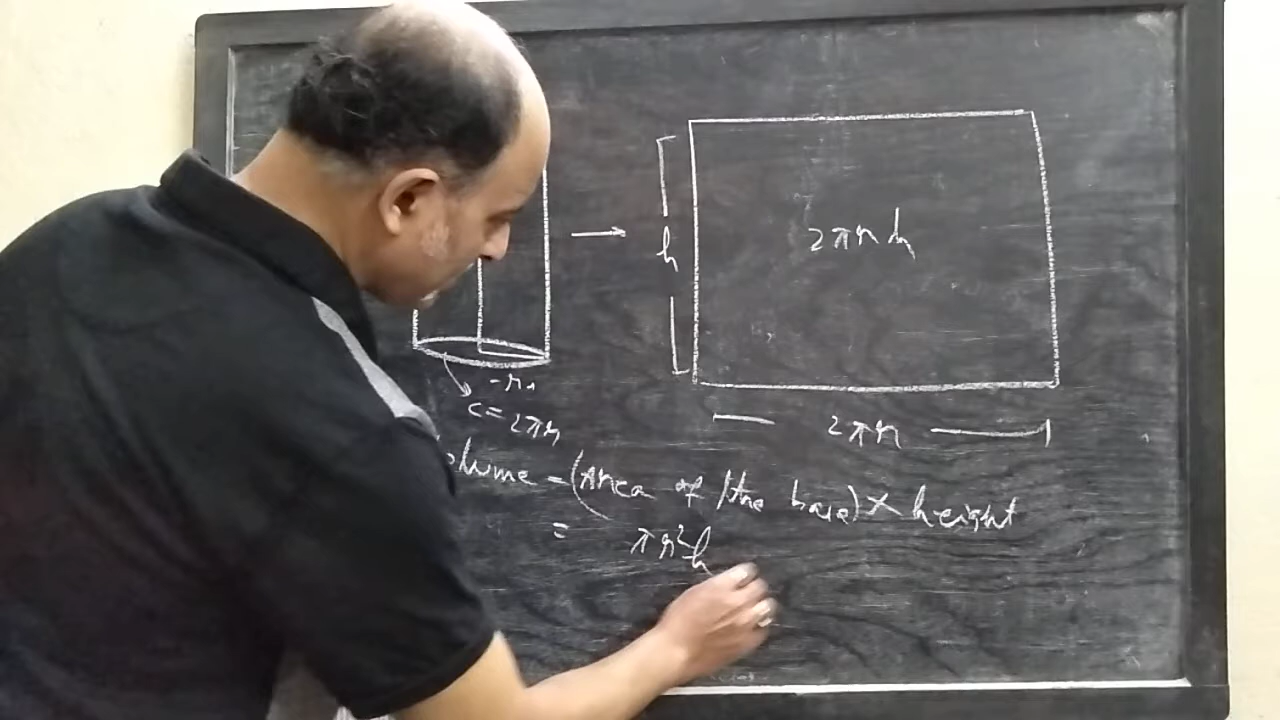 2πrh
h
r
c = 2πr
2πr
olume = (Area of the base) × height
= πr²h